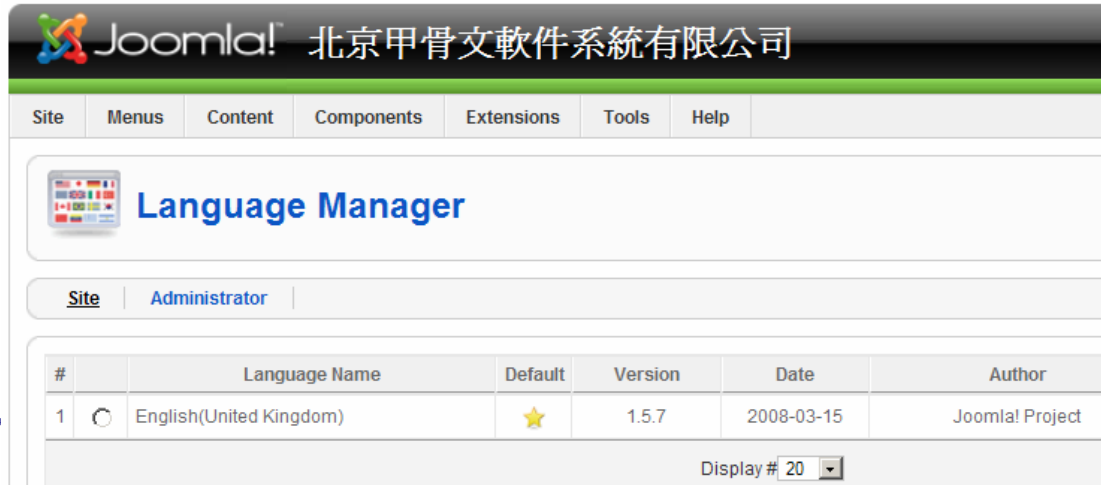 Joomla!™ 北京甲骨文軟件系統有限公司
Site Menus Content Components Extensions Tools Help
Language Manager
Site Administrator
# Language Name Default Version Date Author
1 English(United Kingdom) 1.5.7 2008-03-15 Joomla! Project
Display # 20